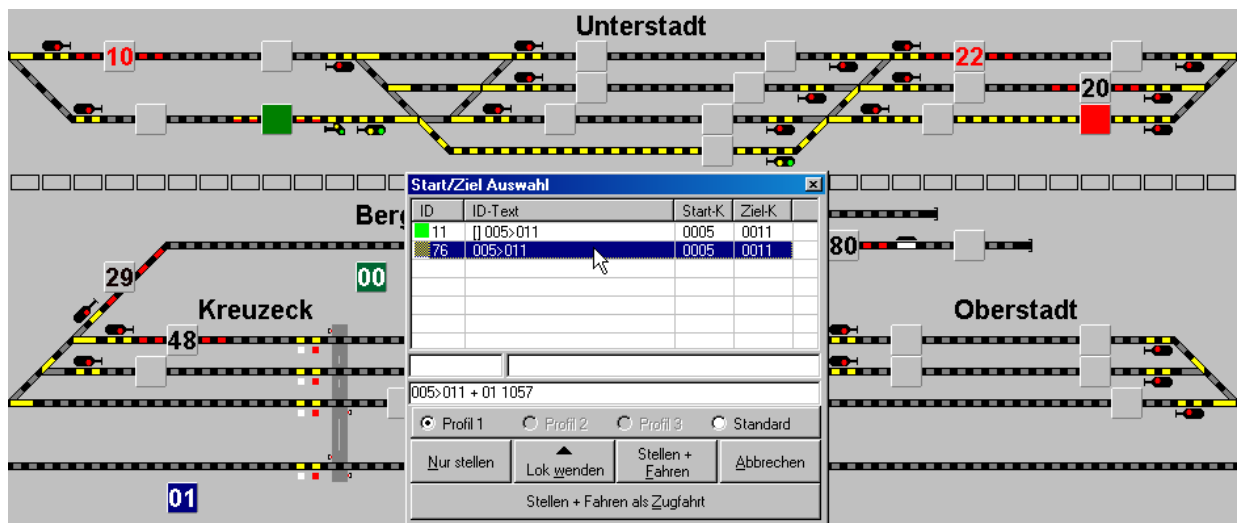 Unterstadt
10
22
20
Start/Ziel Auswahl
ID ID-Text Start-K Ziel-K
11 [] 005>011 0005 0011
76 005>011 0005 0011
80
29
00
Kreuzeck
Oberstadt
48
005>011 + 01 1057
Profil 1 Profil 2 Profil 3 Standard
Nur stellen Lok wenden Stellen + Fahren Abbrechen
01
Stellen + Fahren als Zugfahrt